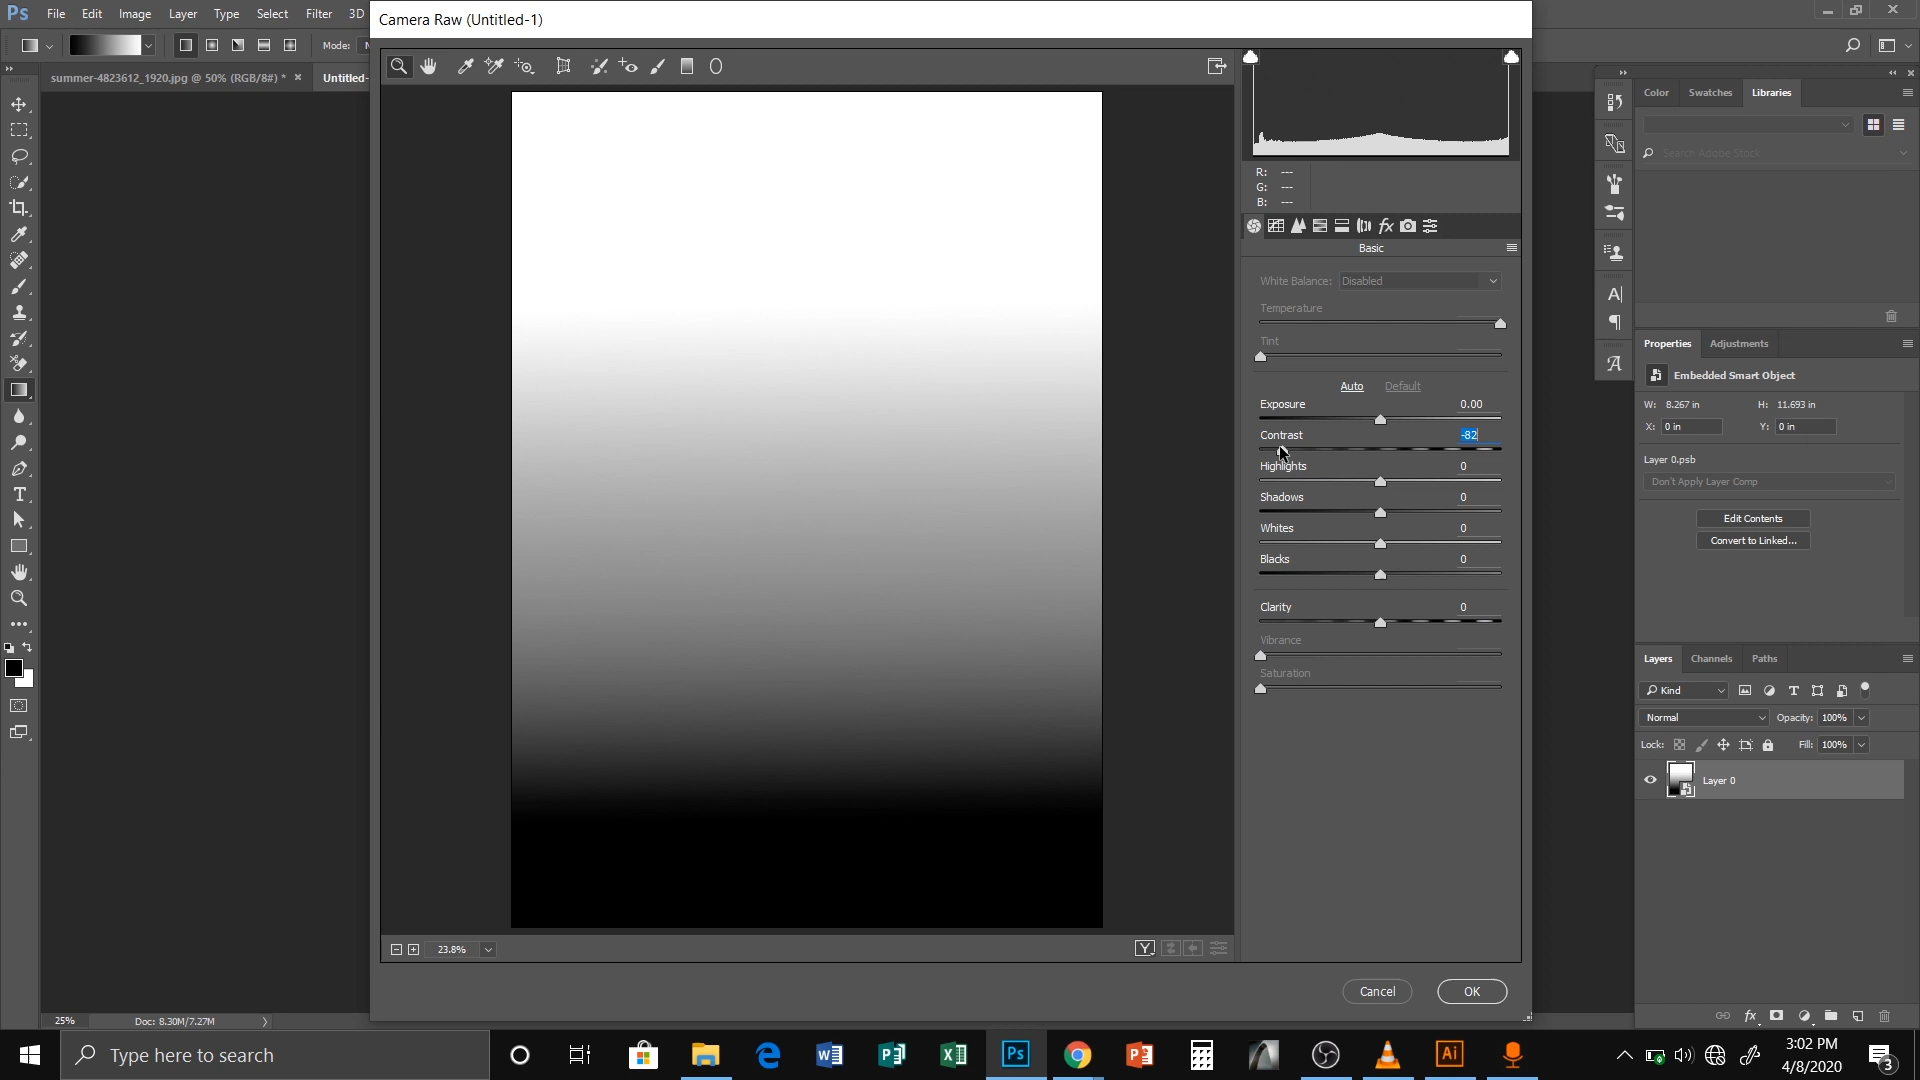 Ps File Edit Image Layer Type Select Filter 3D
Camera Raw (Untitled-1)
Mode:
summer-4823612_1920.jpg @ 50% (RGB/8#) * ×
Untitled-
R: ---
G: ---
B: ---
Basic
White Balance: Disabled
Temperature
Tint
Auto Default
Exposure 0.00
Contrast -82
Highlights 0
Shadows 0
Whites 0
Blacks 0
Clarity 0
Vibrance
Saturation
23.8%
Y
Cancel OK
Color Swatches Libraries
Search Adobe Stock
Properties Adjustments
Embedded Smart Object
W: 8.267 in H: 11.693 in
X: 0 in Y: 0 in
Layer 0.psb
Don't Apply Layer Comp
Edit Contents
Convert to Linked...
Layers Channels Paths
Kind
Normal Opacity: 100%
Lock: Fill: 100%
Layer 0
25% Doc: 8.30M/7.27M
Type here to search
3:02 PM
4/8/2020
3